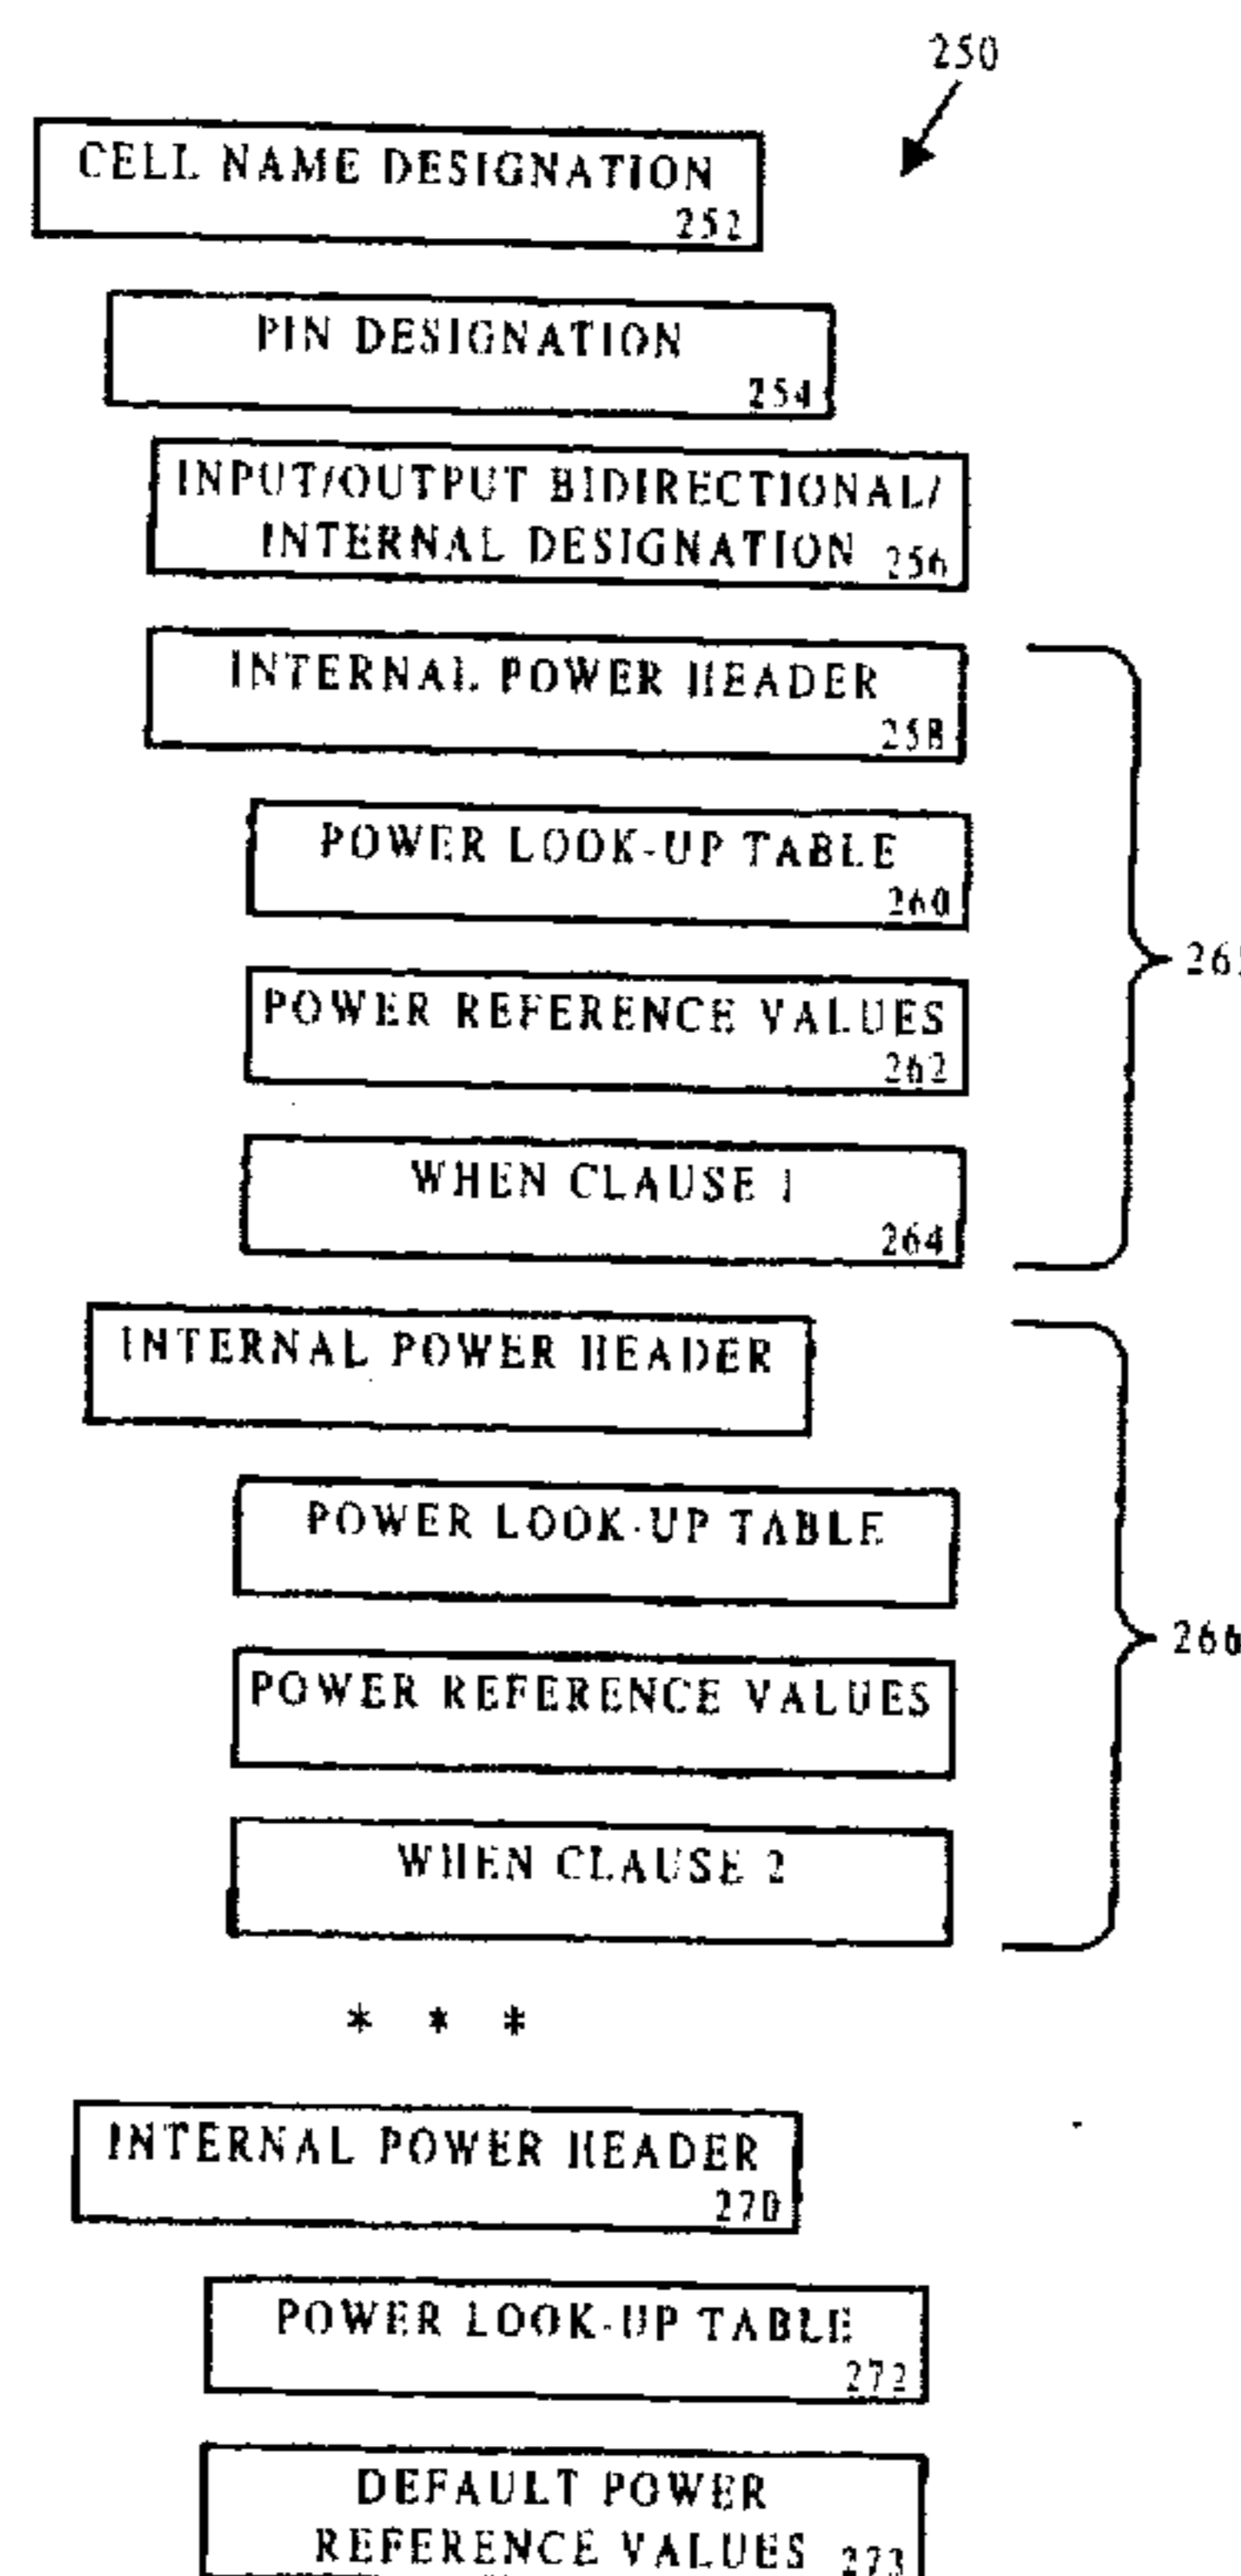 250
CELL NAME DESIGNATION
252
PIN DESIGNATION
254
INPUT/OUTPUT BIDIRECTIONAL/
INTERNAL DESIGNATION 256
INTERNAL POWER HEADER
258
POWER LOOK-UP TABLE
260
265
POWER REFERENCE VALUES
262
WHEN CLAUSE 1
264
INTERNAL POWER HEADER
POWER LOOK-UP TABLE
266
POWER REFERENCE VALUES
WHEN CLAUSE 2
* * *
INTERNAL POWER HEADER
270
POWER LOOK-UP TABLE
272
DEFAULT POWER
REFERENCE VALUES 273